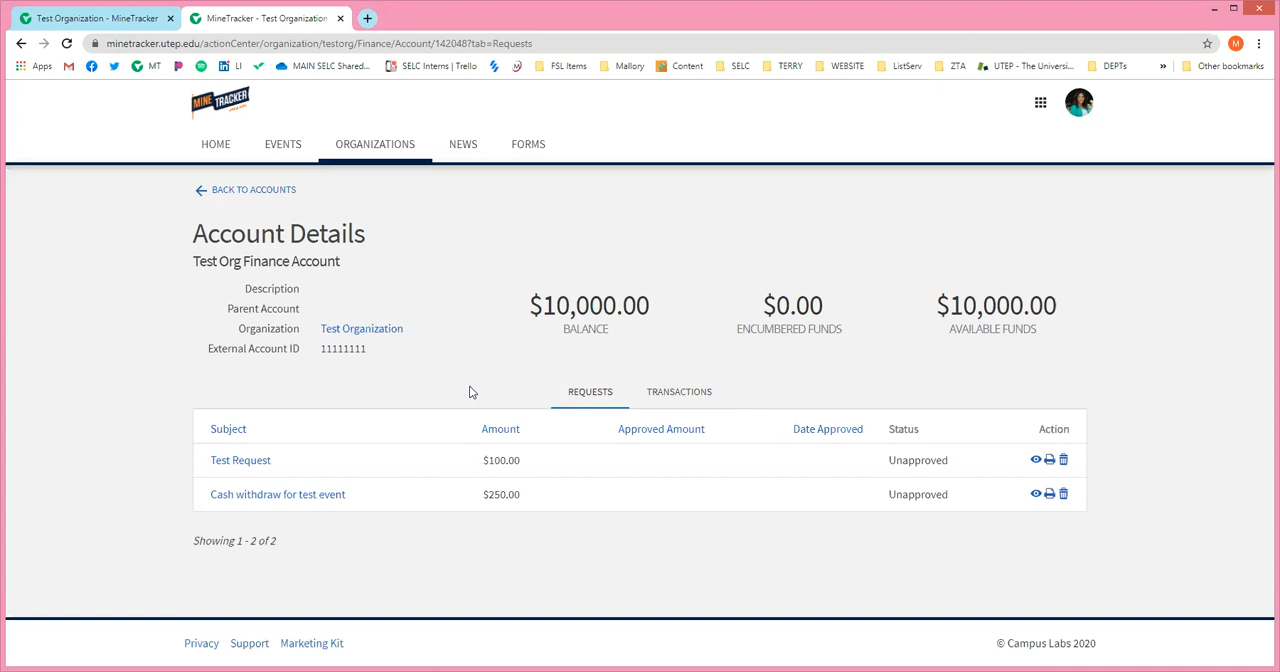 Test Organization - MineTracker
MineTracker - Test Organization
minetracker.utep.edu/actionCenter/organization/testorg/Finance/Account/142048?tab=Requests
M
Apps MT LI MAIN SELC Shared... SELC Interns | Trello FSL Items Mallory Content SELC TERRY WEBSITE ListServ ZTA UTEP - The Universi... DEPTs » Other bookmarks
MINE TRACKER
HOME EVENTS ORGANIZATIONS NEWS FORMS
BACK TO ACCOUNTS
Account Details
Test Org Finance Account
Description
Parent Account
Organization Test Organization
External Account ID 11111111
$10,000.00 $0.00 $10,000.00
BALANCE ENCUMBERED FUNDS AVAILABLE FUNDS
REQUESTS TRANSACTIONS
Subject Amount Approved Amount Date Approved Status Action
Test Request $100.00 Unapproved
Cash withdraw for test event $250.00 Unapproved
Showing 1 - 2 of 2
Privacy Support Marketing Kit © Campus Labs 2020